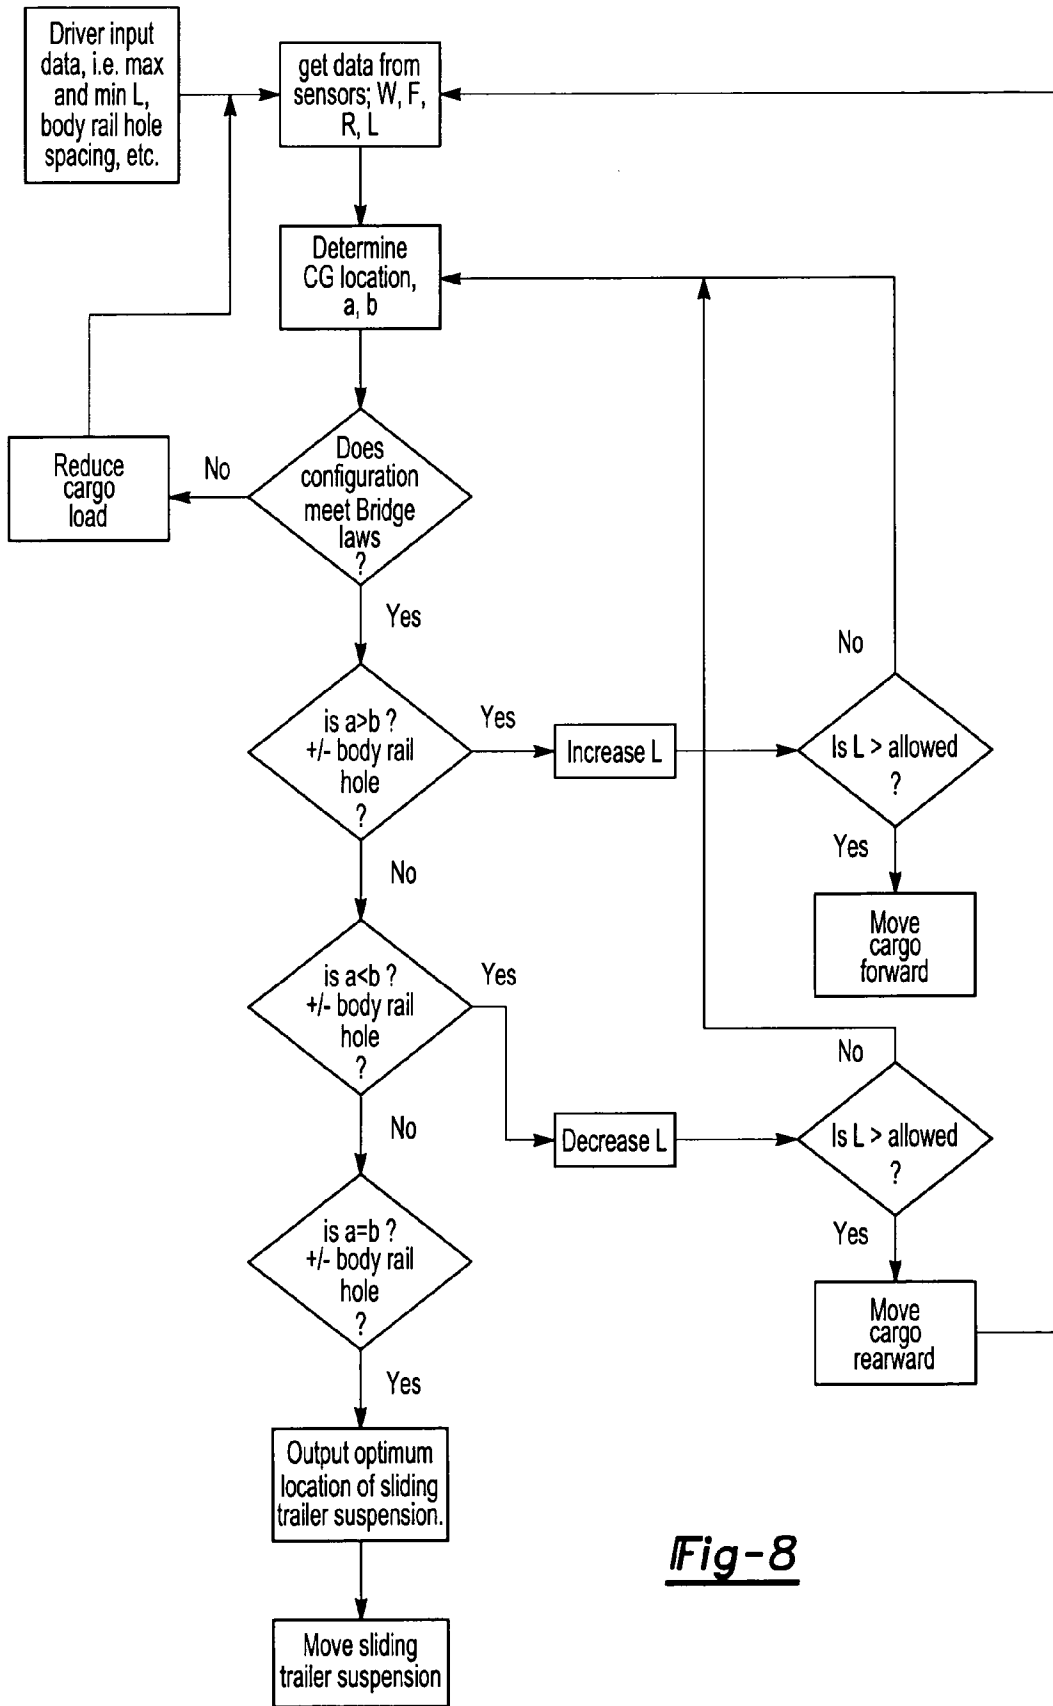 Driver input
data, i.e. max
and min L,
body rail hole
spacing, etc.
get data from
sensors; W, F,
R, L
Determine
CG location,
a, b
Does
configuration
meet Bridge
laws
?
No
Reduce
cargo
load
Yes
is a>b ?
+/- body rail
hole
?
Yes
Increase L
Is L > allowed
?
No
Yes
Move
cargo
forward
No
is a<b ?
+/- body rail
hole
?
Yes
Decrease L
Is L > allowed
?
No
Yes
Move
cargo
rearward
No
is a=b ?
+/- body rail
hole
?
Yes
Output optimum
location of sliding
trailer suspension.
Move sliding
trailer suspension
Fig-8